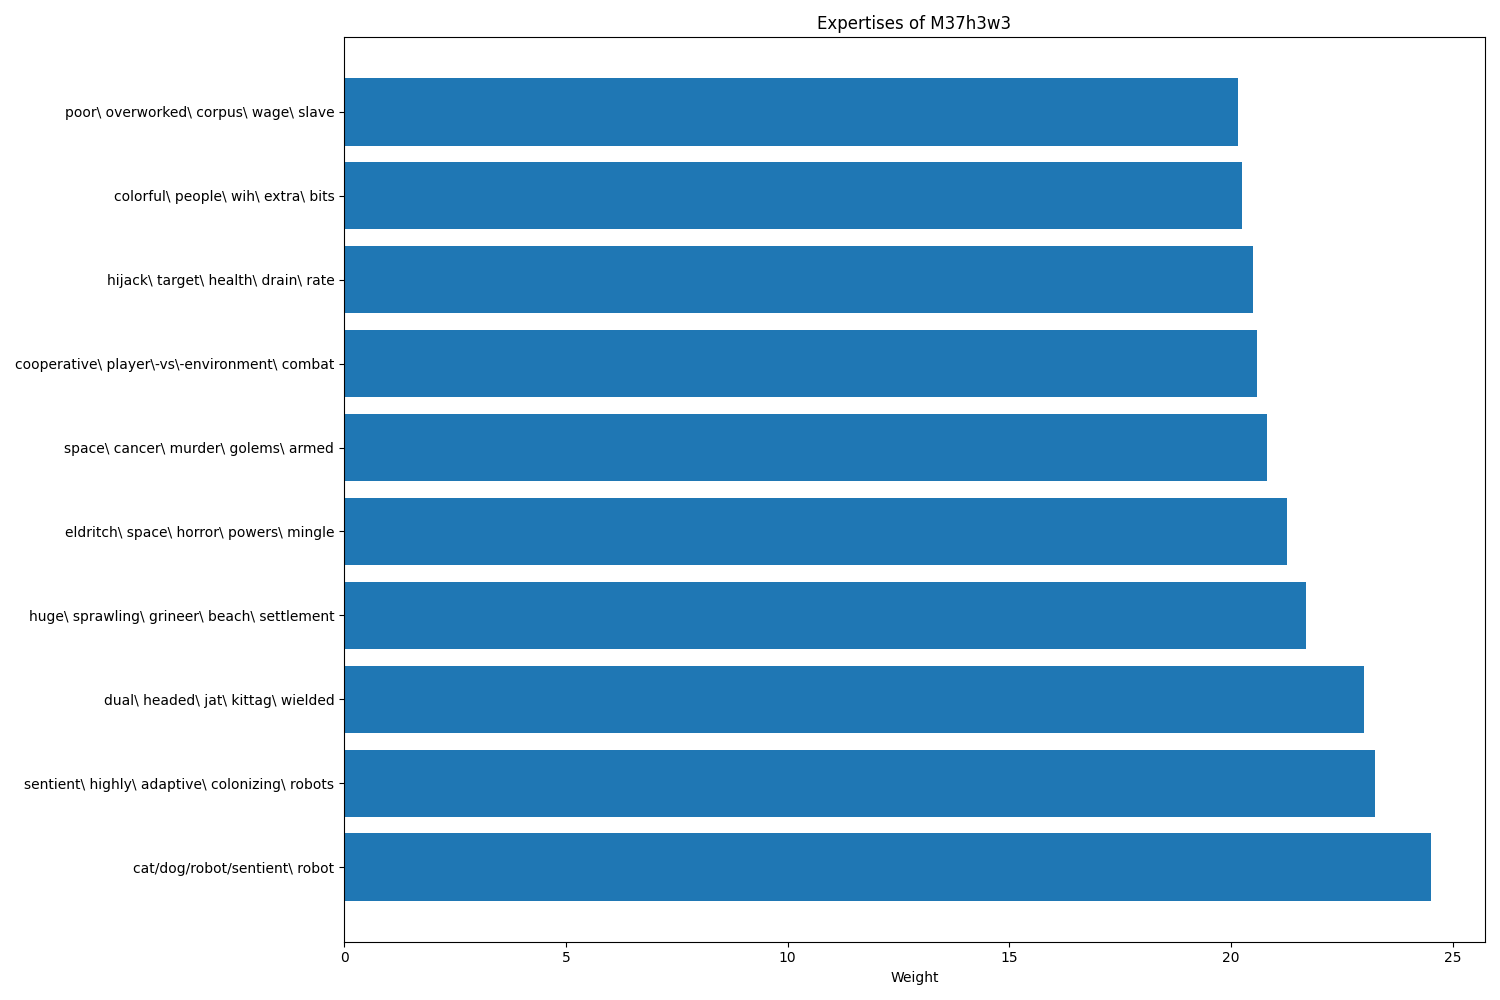 Expertises of M37h3w3
poor\ overworked\ corpus\ wage\ slave
colorful\ people\ wih\ extra\ bits
hijack\ target\ health\ drain\ rate
cooperative\ player\-vs\-environment\ combat
space\ cancer\ murder\ golems\ armed
eldritch\ space\ horror\ powers\ mingle
huge\ sprawling\ grineer\ beach\ settlement
dual\ headed\ jat\ kittag\ wielded
sentient\ highly\ adaptive\ colonizing\ robots
cat/dog/robot/sentient\ robot
0 5 10 15 20 25
Weight